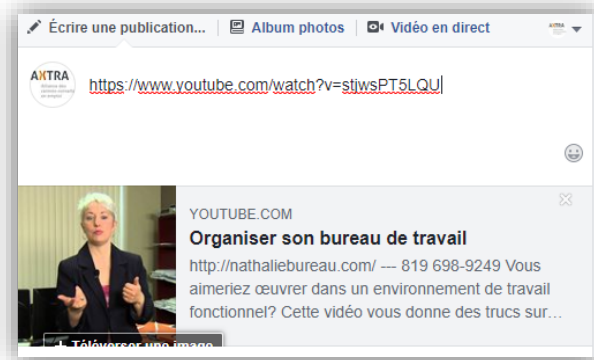 Écrire une publication... Album photos Vidéo en direct
AXTRA
https://www.youtube.com/watch?v=stjwsPT5LQU
YOUTUBE.COM
Organiser son bureau de travail
http://nathaliebureau.com/ --- 819 698-9249 Vous
aimeriez œuvrer dans un environnement de travail
fonctionnel? Cette vidéo vous donne des trucs sur...
+ Téléverser une image